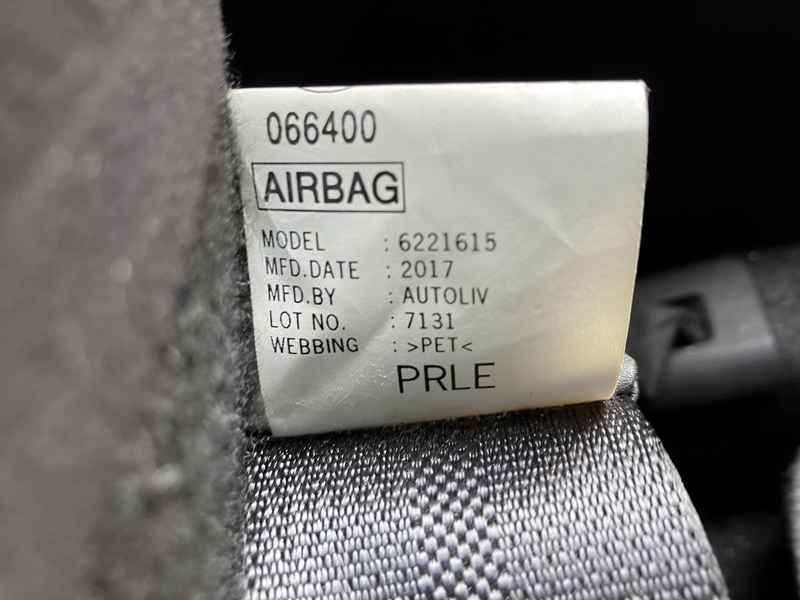 066400
AIRBAG
MODEL : 6221615
MFD.DATE : 2017
MFD.BY : AUTOLIV
LOT NO. : 7131
WEBBING : >PET<
PRLE